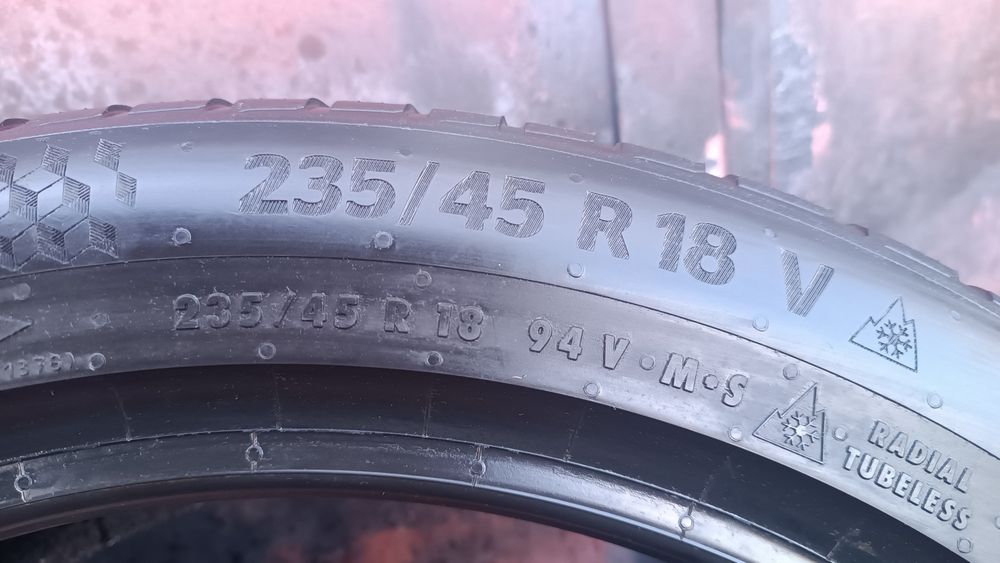 235/45 R 18 V
235/45 R 18 94 V • M • S
RADIAL
TUBELESS